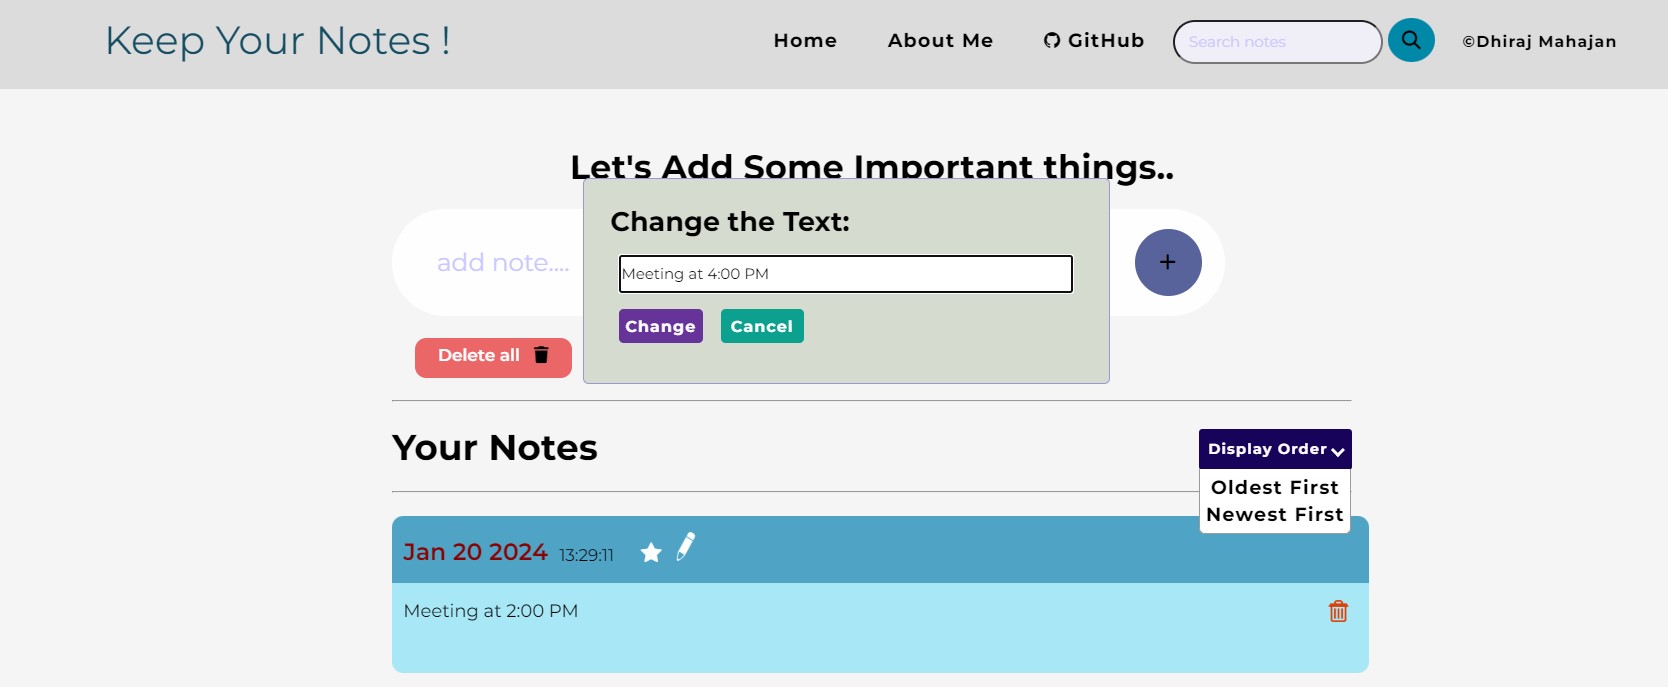 Keep Your Notes !
Home
About Me
GitHub
Search notes
©Dhiraj Mahajan
Let's Add Some Important things..
Change the Text:
add note....
Meeting at 4:00 PM
+
Change
Cancel
Delete all
Your Notes
Display Order
Oldest First
Newest First
Jan 20 2024 13:29:11
Meeting at 2:00 PM